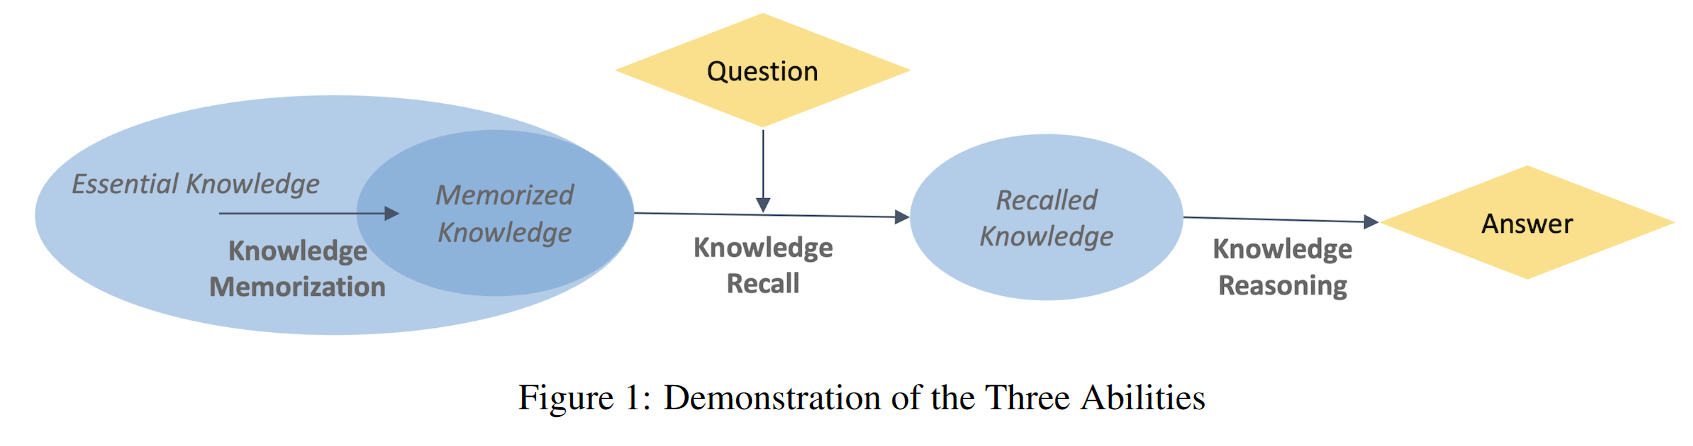 Question
Essential Knowledge
Memorized
Knowledge
Knowledge
Memorization
Knowledge
Recall
Recalled
Knowledge
Knowledge
Reasoning
Answer
Figure 1: Demonstration of the Three Abilities